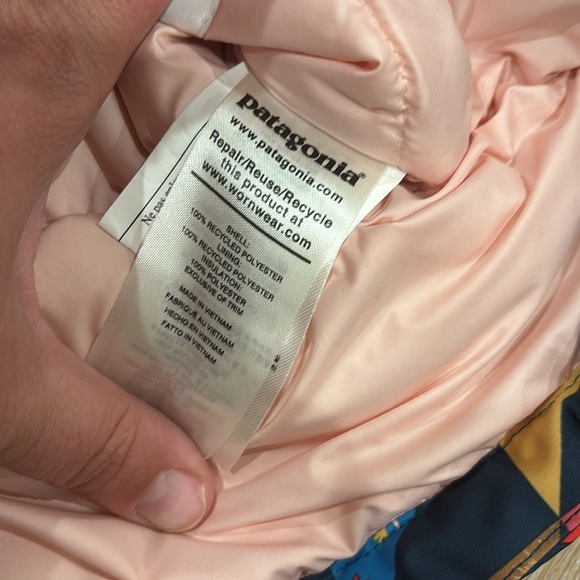 patagonia®
www.patagonia.com
Repair/Reuse/Recycle
this product at
www.wornwear.com
SHELL:
100% RECYCLED POLYESTER
LINING:
100% RECYCLED POLYESTER
INSULATION:
100% POLYESTER
EXCLUSIVE OF TRIM
MADE IN VIETNAM
FABRIQUÉ AU VIETNAM
HECHO EN VIETNAM
FATTO IN VIETNAM
Ne pas